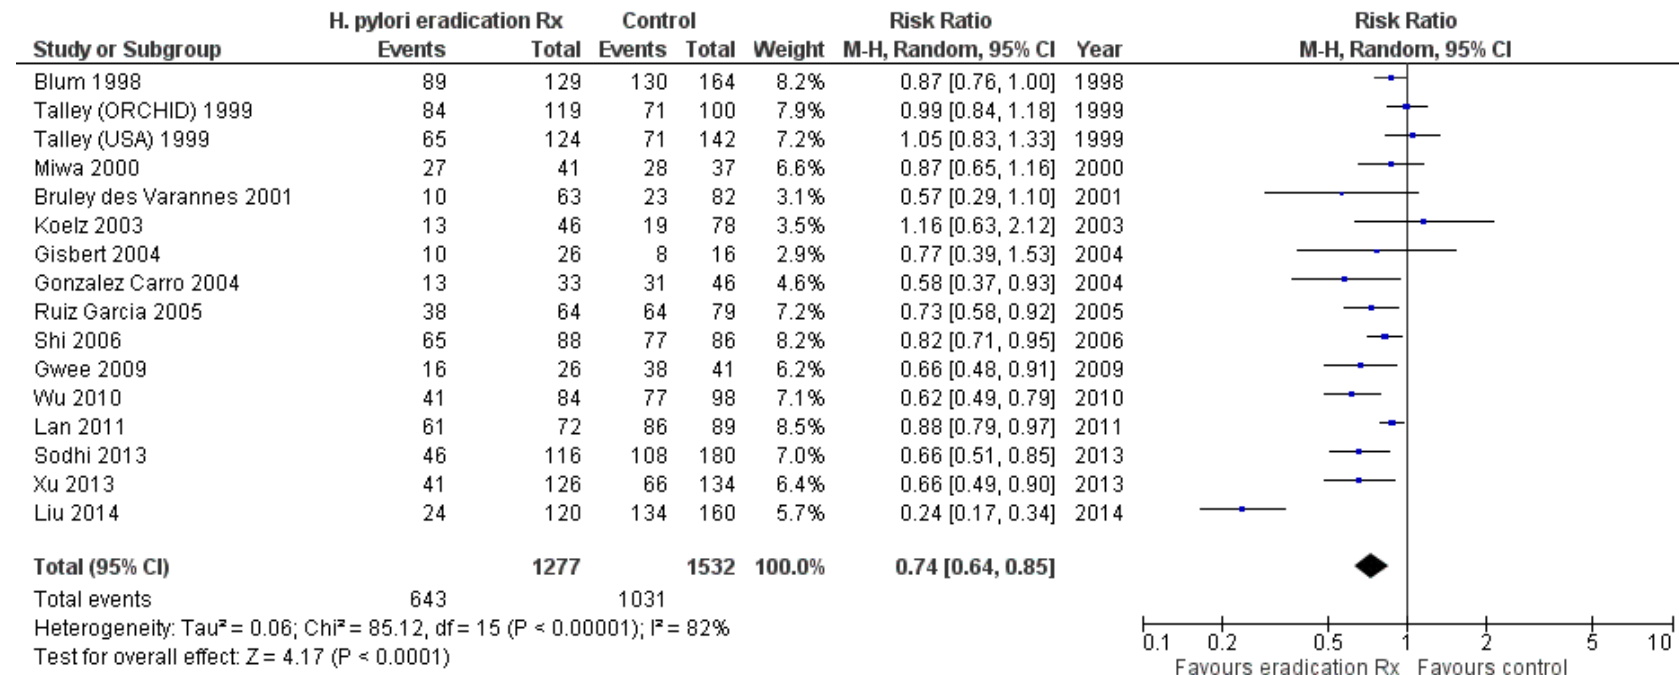 H. pylori eradication Rx Control Risk Ratio Risk Ratio
Study or Subgroup Events Total Events Total Weight M-H, Random, 95% CI Year M-H, Random, 95% CI
Blum 1998 89 129 130 164 8.2% 0.87 [0.76, 1.00] 1998
Talley (ORCHID) 1999 84 119 71 100 7.9% 0.99 [0.84, 1.18] 1999
Talley (USA) 1999 65 124 71 142 7.2% 1.05 [0.83, 1.33] 1999
Miwa 2000 27 41 28 37 6.6% 0.87 [0.65, 1.16] 2000
Bruley des Varannes 2001 10 63 23 82 3.1% 0.57 [0.29, 1.10] 2001
Koelz 2003 13 46 19 78 3.5% 1.16 [0.63, 2.12] 2003
Gisbert 2004 10 26 8 16 2.9% 0.77 [0.39, 1.53] 2004
Gonzalez Carro 2004 13 33 31 46 4.6% 0.58 [0.37, 0.93] 2004
Ruiz Garcia 2005 38 64 64 79 7.2% 0.73 [0.58, 0.92] 2005
Shi 2006 65 88 77 86 8.2% 0.82 [0.71, 0.95] 2006
Gwee 2009 16 26 38 41 6.2% 0.66 [0.48, 0.91] 2009
Wu 2010 41 84 77 98 7.1% 0.62 [0.49, 0.79] 2010
Lan 2011 61 72 86 89 8.5% 0.88 [0.79, 0.97] 2011
Sodhi 2013 46 116 108 180 7.0% 0.66 [0.51, 0.85] 2013
Xu 2013 41 126 66 134 6.4% 0.66 [0.49, 0.90] 2013
Liu 2014 24 120 134 160 5.7% 0.24 [0.17, 0.34] 2014
Total (95% CI) 1277 1532 100.0% 0.74 [0.64, 0.85]
Total events 643 1031
Heterogeneity: Tau² = 0.06; Chi² = 85.12, df = 15 (P < 0.00001); I² = 82%
Test for overall effect: Z = 4.17 (P < 0.0001)
0.1 0.2 0.5 1 2 5 10
Favours eradication Rx Favours control